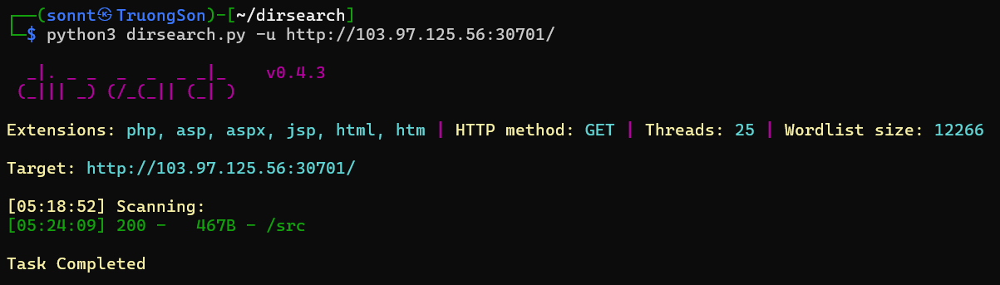 ┌──(sonnt㉿TruongSon)-[~/dirsearch]
└─$ python3 dirsearch.py -u http://103.97.125.56:30701/
  _|. _ _  _  _  _ _|_    v0.4.3
 (_||| _) (/_(_|| (_| )
Extensions: php, asp, aspx, jsp, html, htm | HTTP method: GET | Threads: 25 | Wordlist size: 12266
Target: http://103.97.125.56:30701/
[05:18:52] Scanning:
[05:24:09] 200 -   467B - /src
Task Completed